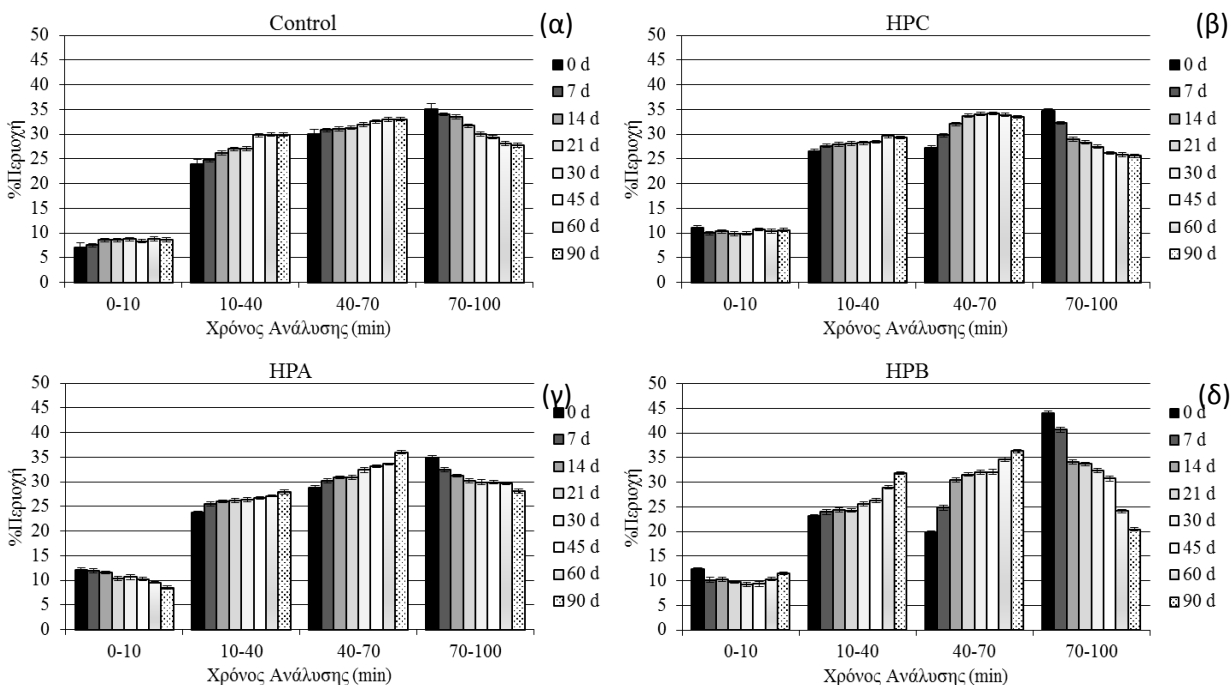 Control
(α)
%Περιοχή
50
45
40
35
30
25
20
15
10
5
0
0-10
10-40
40-70
70-100
Χρόνος Ανάλυσης (min)
0 d
7 d
14 d
21 d
30 d
45 d
60 d
90 d
HPC
(β)
%Περιοχή
50
45
40
35
30
25
20
15
10
5
0
0-10
10-40
40-70
70-100
Χρόνος Ανάλυσης (min)
0 d
7 d
14 d
21 d
30 d
45 d
60 d
90 d
HPA
(γ)
%Περιοχή
50
45
40
35
30
25
20
15
10
5
0
0-10
10-40
40-70
70-100
Χρόνος Ανάλυσης (min)
0 d
7 d
14 d
21 d
30 d
45 d
60 d
90 d
HPB
(δ)
%Περιοχή
50
45
40
35
30
25
20
15
10
5
0
0-10
10-40
40-70
70-100
Χρόνος Ανάλυσης (min)
0 d
7 d
14 d
21 d
30 d
45 d
60 d
90 d